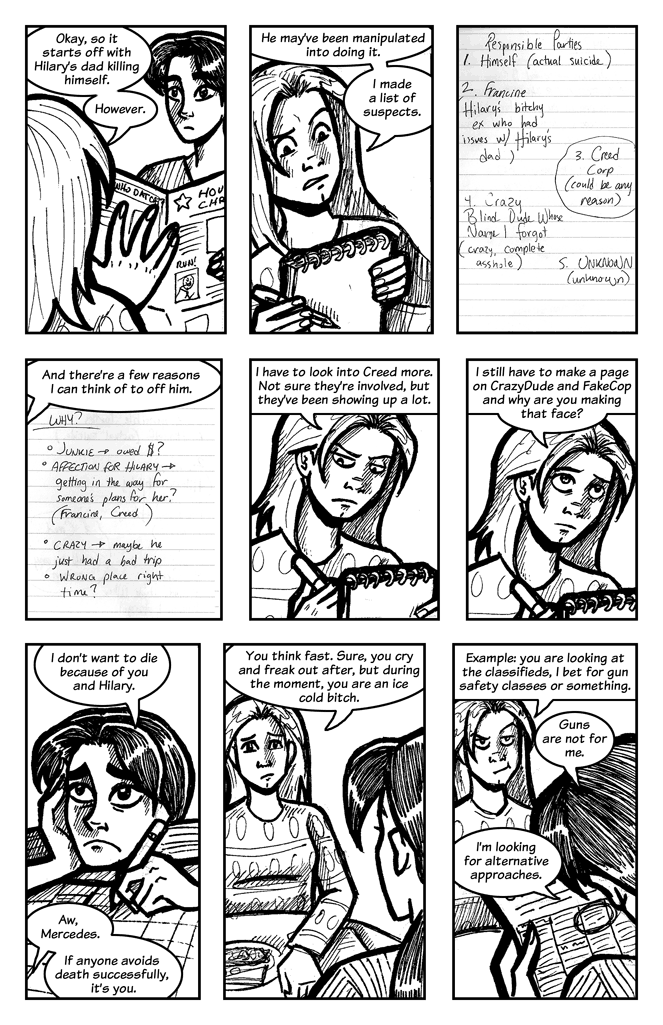 Okay, so it
starts off with
Hilary's dad killing
himself.
However.
WHO DATED?
HOU
CHA
RUN!
He may've been manipulated
into doing it.
I made
a list of
suspects.
Responsible Parties
1. Himself (actual suicide)
2. Francine
Hilary's bitchy
ex who had
issues w/ Hilary's
dad )
3. Creed
Corp
(could be any
reason)
4. Crazy
Blind Dude Whose
Name I forgot
(crazy, complete
asshole)
5. UNKNOWN
(unknown)
And there're a few reasons
I can think of to off him.
WHY?
JUNKIE → owed $?
AFFECTION FOR HILARY →
getting in the way for
someone's plans for her?
(Francine, Creed)
CRAZY → maybe he
just had a bad trip
WRONG place right
time?
I have to look into Creed more.
Not sure they're involved, but
they've been showing up a lot.
I still have to make a page
on CrazyDude and FakeCop
and why are you making
that face?
I don't want to die
because of you
and Hilary.
Aw,
Mercedes.
If anyone avoids
death successfully,
it's you.
You think fast. Sure, you cry
and freak out after, but during
the moment, you are an ice
cold bitch.
Example: you are looking at
the classifieds, I bet for gun
safety classes or something.
Guns
are not for
me.
I'm looking
for alternative
approaches.